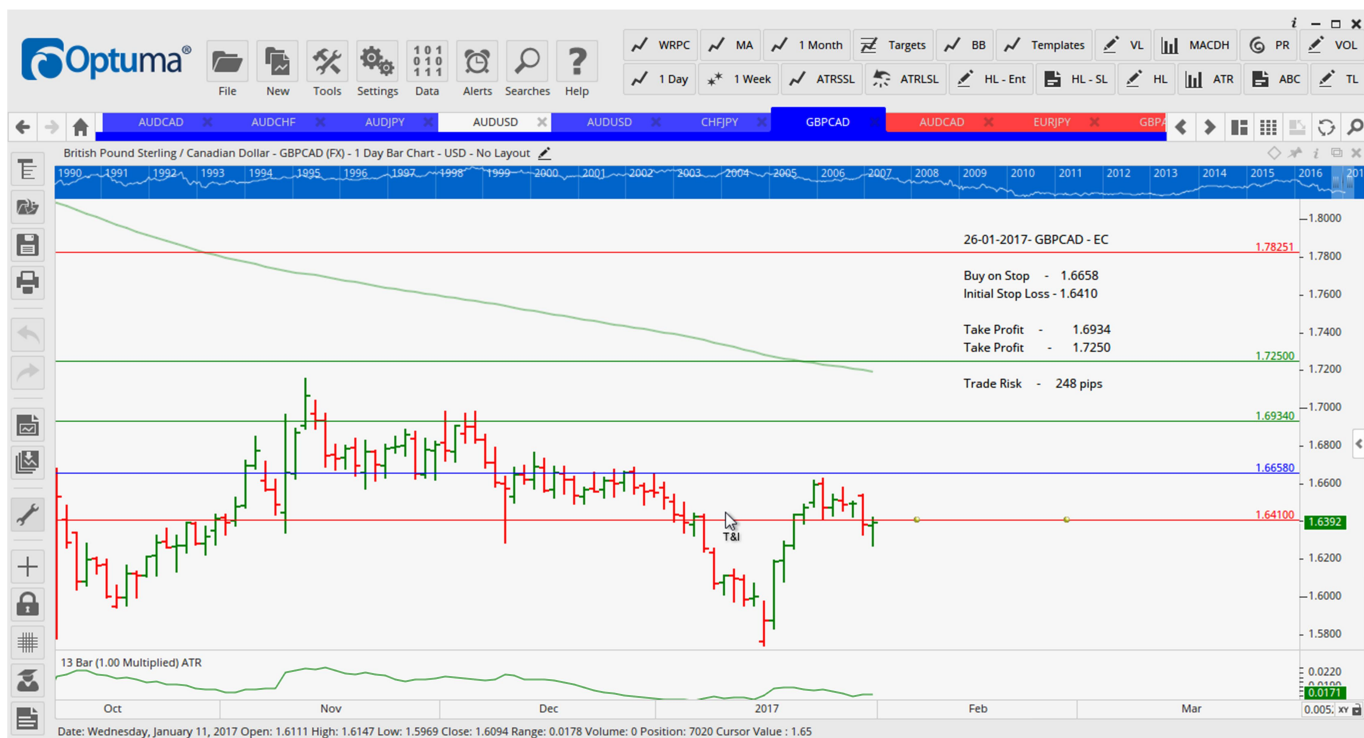 i
Optuma®
File New Tools Settings Data Alerts Searches Help
101
010
111
WRPC MA 1 Month Targets BB Templates VL MACDH PR VOL
1 Day 1 Week ATRSSL ATRLSL HL - Ent HL - SL HL ATR ABC TL
AUDCAD AUDCHF AUDJPY AUDUSD AUDUSD CHFJPY GBPCAD AUDCAD EURJPY GBPA
British Pound Sterling / Canadian Dollar - GBPCAD (FX) - 1 Day Bar Chart - USD - No Layout
1990 1991 1992 1993 1994 1995 1996 1997 1998 1999 2000 2001 2002 2003 2004 2005 2006 2007 2008 2009 2010 2011 2012 2013 2014 2015 2016 201
26-01-2017- GBPCAD - EC
Buy on Stop - 1.6658
Initial Stop Loss - 1.6410
Take Profit - 1.6934
Take Profit - 1.7250
Trade Risk - 248 pips
1.78251
1.72500
1.69340
1.66580
1.64100
1.8000
1.7800
1.7600
1.7400
1.7200
1.7000
1.6800
1.6600
1.6392
1.6200
1.6000
1.5800
T&I
13 Bar (1.00 Multiplied) ATR
0.0220
0.0171
0.005
XY
Oct Nov Dec 2017 Feb Mar
Date: Wednesday, January 11, 2017 Open: 1.6111 High: 1.6147 Low: 1.5969 Close: 1.6094 Range: 0.0178 Volume: 0 Position: 7020 Cursor Value : 1.65